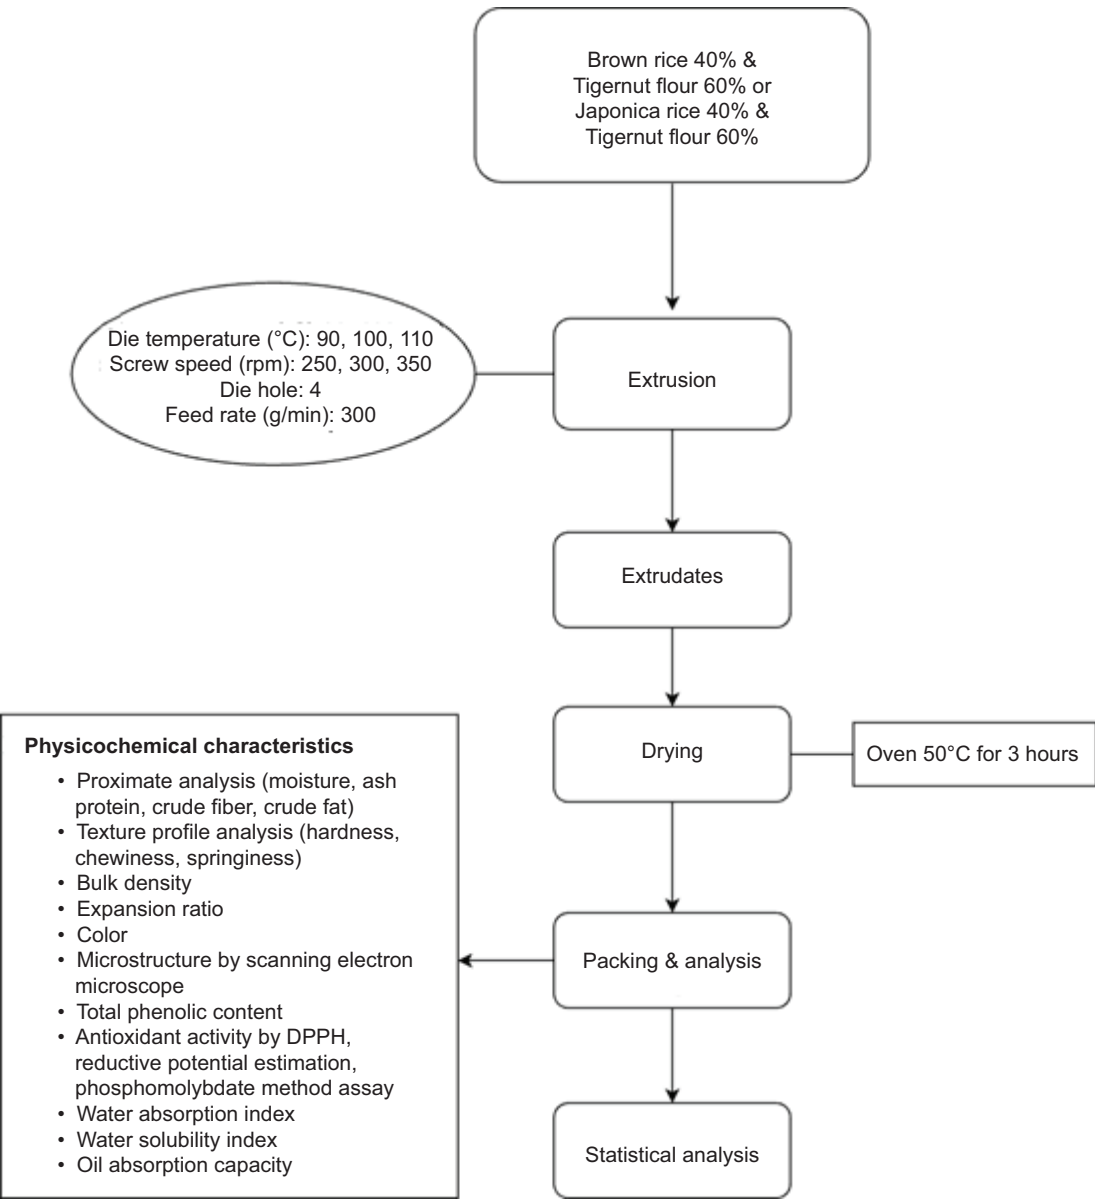 Brown rice 40% &
Tigernut flour 60% or
Japonica rice 40% &
Tigernut flour 60%
Die temperature (°C): 90, 100, 110
Screw speed (rpm): 250, 300, 350
Die hole: 4
Feed rate (g/min): 300
Extrusion
Extrudates
Drying
Oven 50°C for 3 hours
Packing & analysis
Physicochemical characteristics
• Proximate analysis (moisture, ash
protein, crude fiber, crude fat)
• Texture profile analysis (hardness,
chewiness, springiness)
• Bulk density
• Expansion ratio
• Color
• Microstructure by scanning electron
microscope
• Total phenolic content
• Antioxidant activity by DPPH,
reductive potential estimation,
phosphomolybdate method assay
• Water absorption index
• Water solubility index
• Oil absorption capacity
Statistical analysis